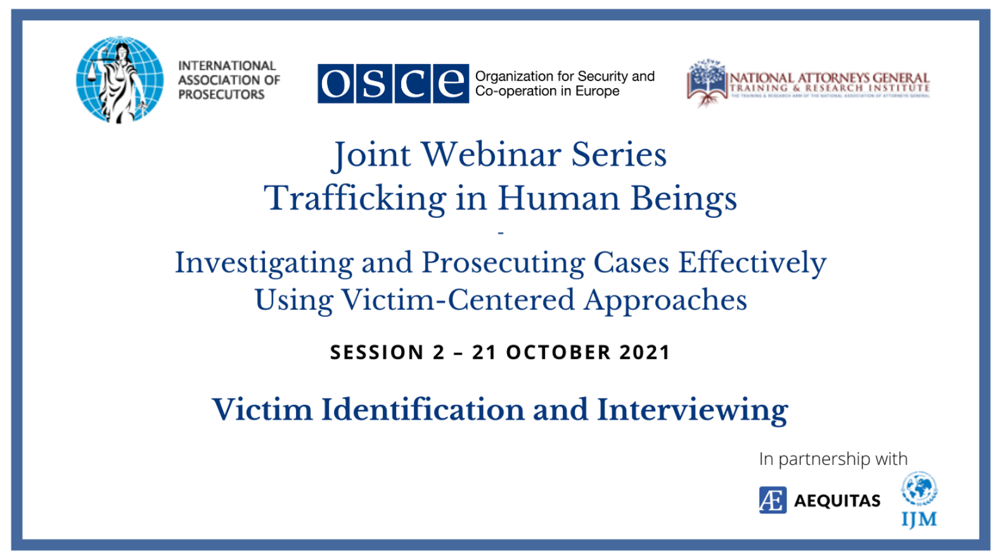 INTERNATIONAL
ASSOCIATION OF
PROSECUTORS
osce
Organization for Security and
Co-operation in Europe
NATIONAL ATTORNEYS GENERAL
TRAINING & RESEARCH INSTITUTE
THE TRAINING & RESEARCH ARM OF THE NATIONAL ASSOCIATION OF ATTORNEYS GENERAL
Joint Webinar Series
Trafficking in Human Beings
-
Investigating and Prosecuting Cases Effectively
Using Victim-Centered Approaches
SESSION 2 – 21 OCTOBER 2021
Victim Identification and Interviewing
In partnership with
Æ AEQUITAS
IJM